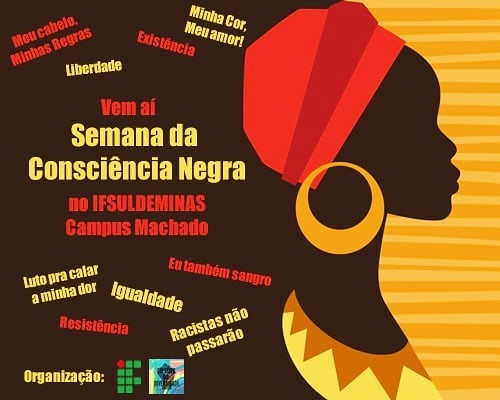 Meu cabelo,
Minhas Regras
Existência
Minha Cor,
Meu amor!
Liberdade
Vem aí
Semana da
Consciência Negra
no IFSULDEMINAS
Campus Machado
Luto pra calar
a minha dor
Eu também sangro
Igualdade
Resistência
Racistas não
passarão
Organização: